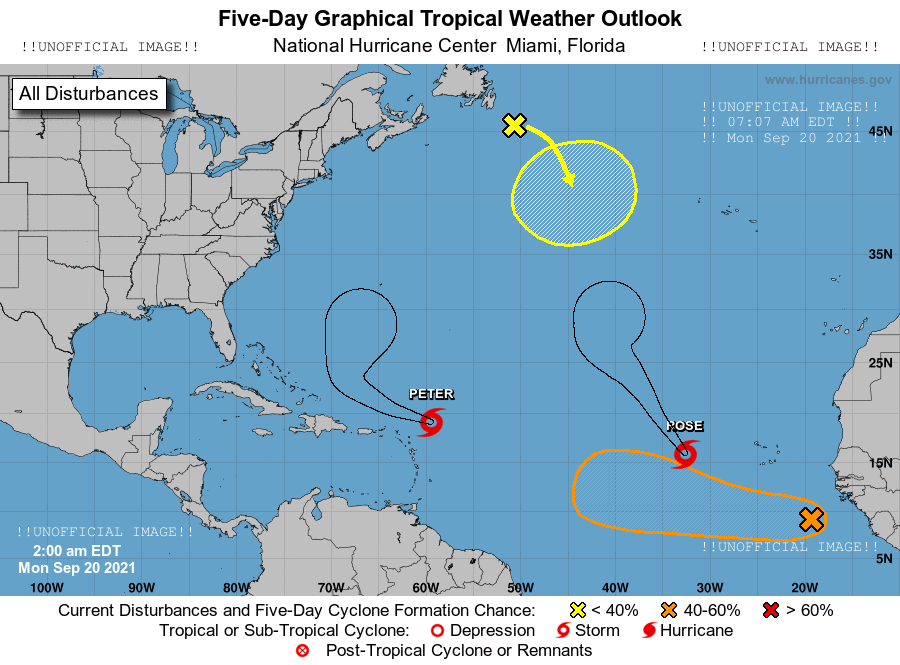 Five-Day Graphical Tropical Weather Outlook
!!UNOFFICIAL IMAGE!! National Hurricane Center Miami, Florida !!UNOFFICIAL IMAGE!!
www.hurricanes.gov
All Disturbances
!!UNOFFICIAL IMAGE!!
!! 07:07 AM EDT !!
!! Mon Sep 20 2021 !!
45N
35N
25N
PETER
ROSE
15N
!!UNOFFICIAL IMAGE!!
!!UNOFFICIAL IMAGE!!
2:00 am EDT
5N
Mon Sep 20 2021
100W 90W 80W 70W 60W 50W 40W 30W 20W
Current Disturbances and Five-Day Cyclone Formation Chance: < 40% 40-60% > 60%
Tropical or Sub-Tropical Cyclone: Depression Storm Hurricane
Post-Tropical Cyclone or Remnants